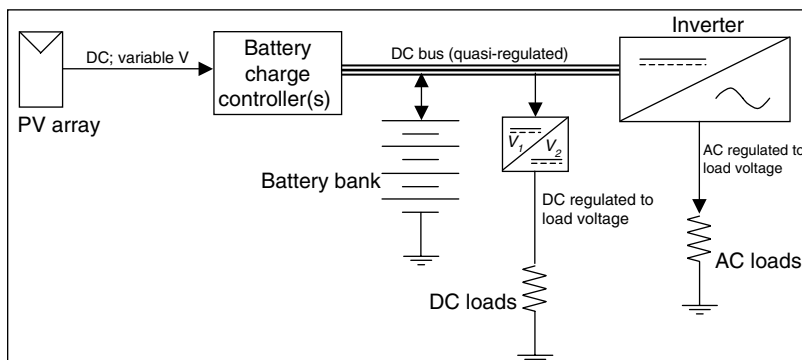 PV array
DC; variable V
Battery
charge
controller(s)
DC bus (quasi-regulated)
Battery bank
V1
V2
DC regulated to
load voltage
DC loads
Inverter
AC regulated to
load voltage
AC loads